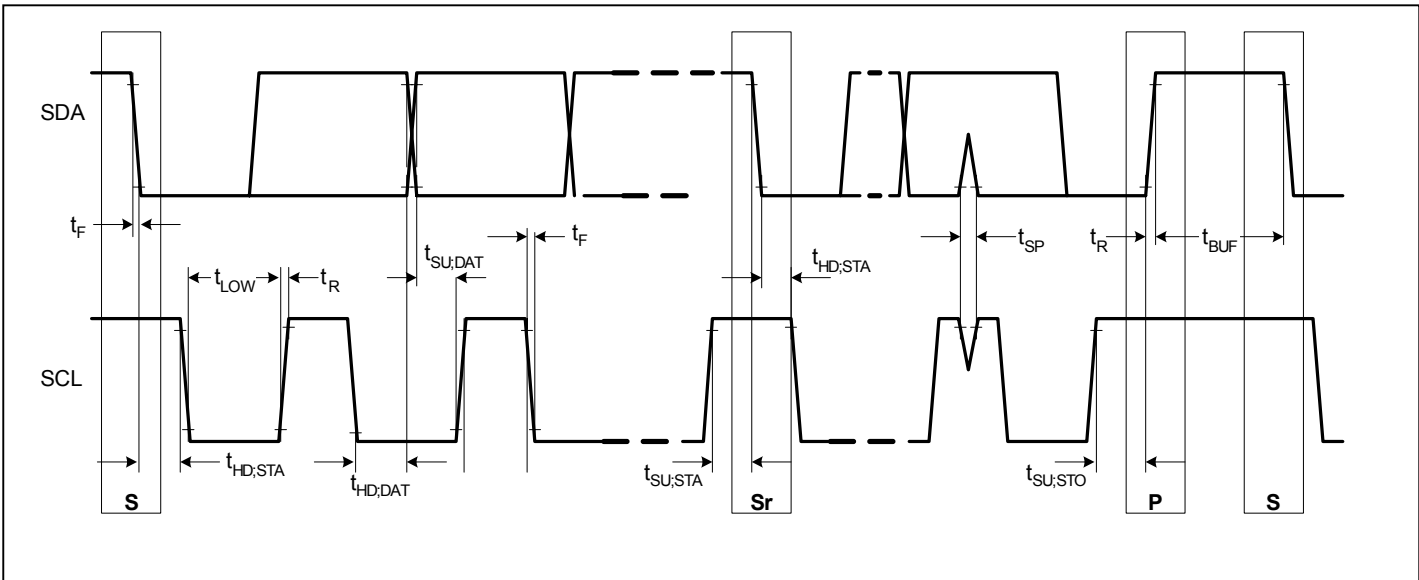 SDA
tF
tSU;DAT
tF
tSP
tR
tBUF
tLOW
tR
tHD;STA
SCL
tHD;STA
tHD;DAT
tSU;STA
tSU;STO
S
Sr
P
S